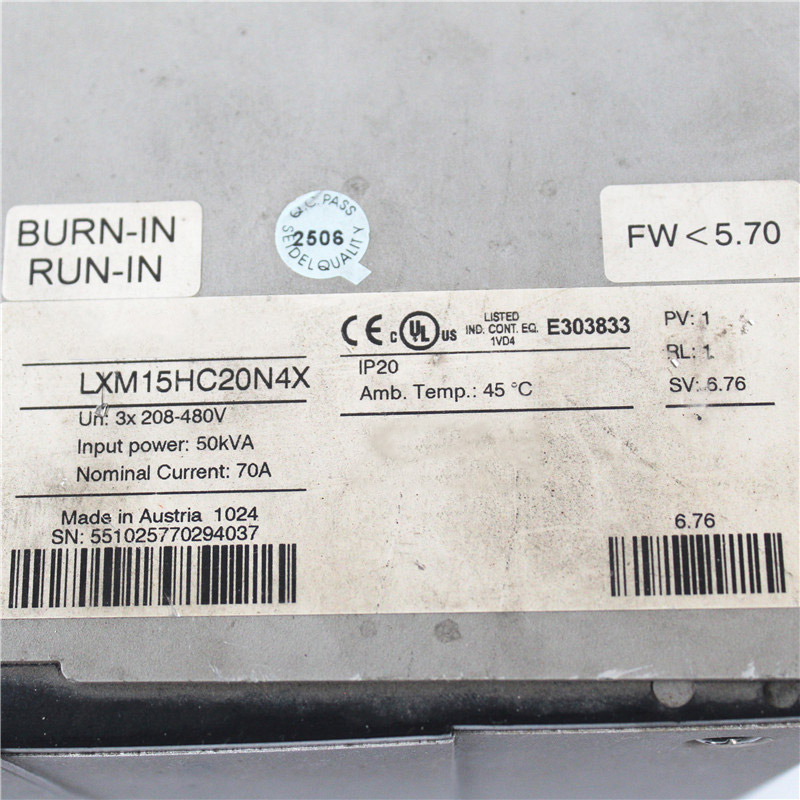 BURN-IN
RUN-IN
Q.C. PASS
2506
SEIDEL QUALITY
FW < 5.70
CE c UL US
LISTED
IND. CONT. EQ.
1VD4
E303833
PV: 1
RL: 1
SV: 6.76
LXM15HC20N4X
IP20
Amb. Temp.: 45 °C
Un: 3x 208-480V
Input power: 50kVA
Nominal Current: 70A
Made in Austria 1024
SN: 551025770294037
6.76